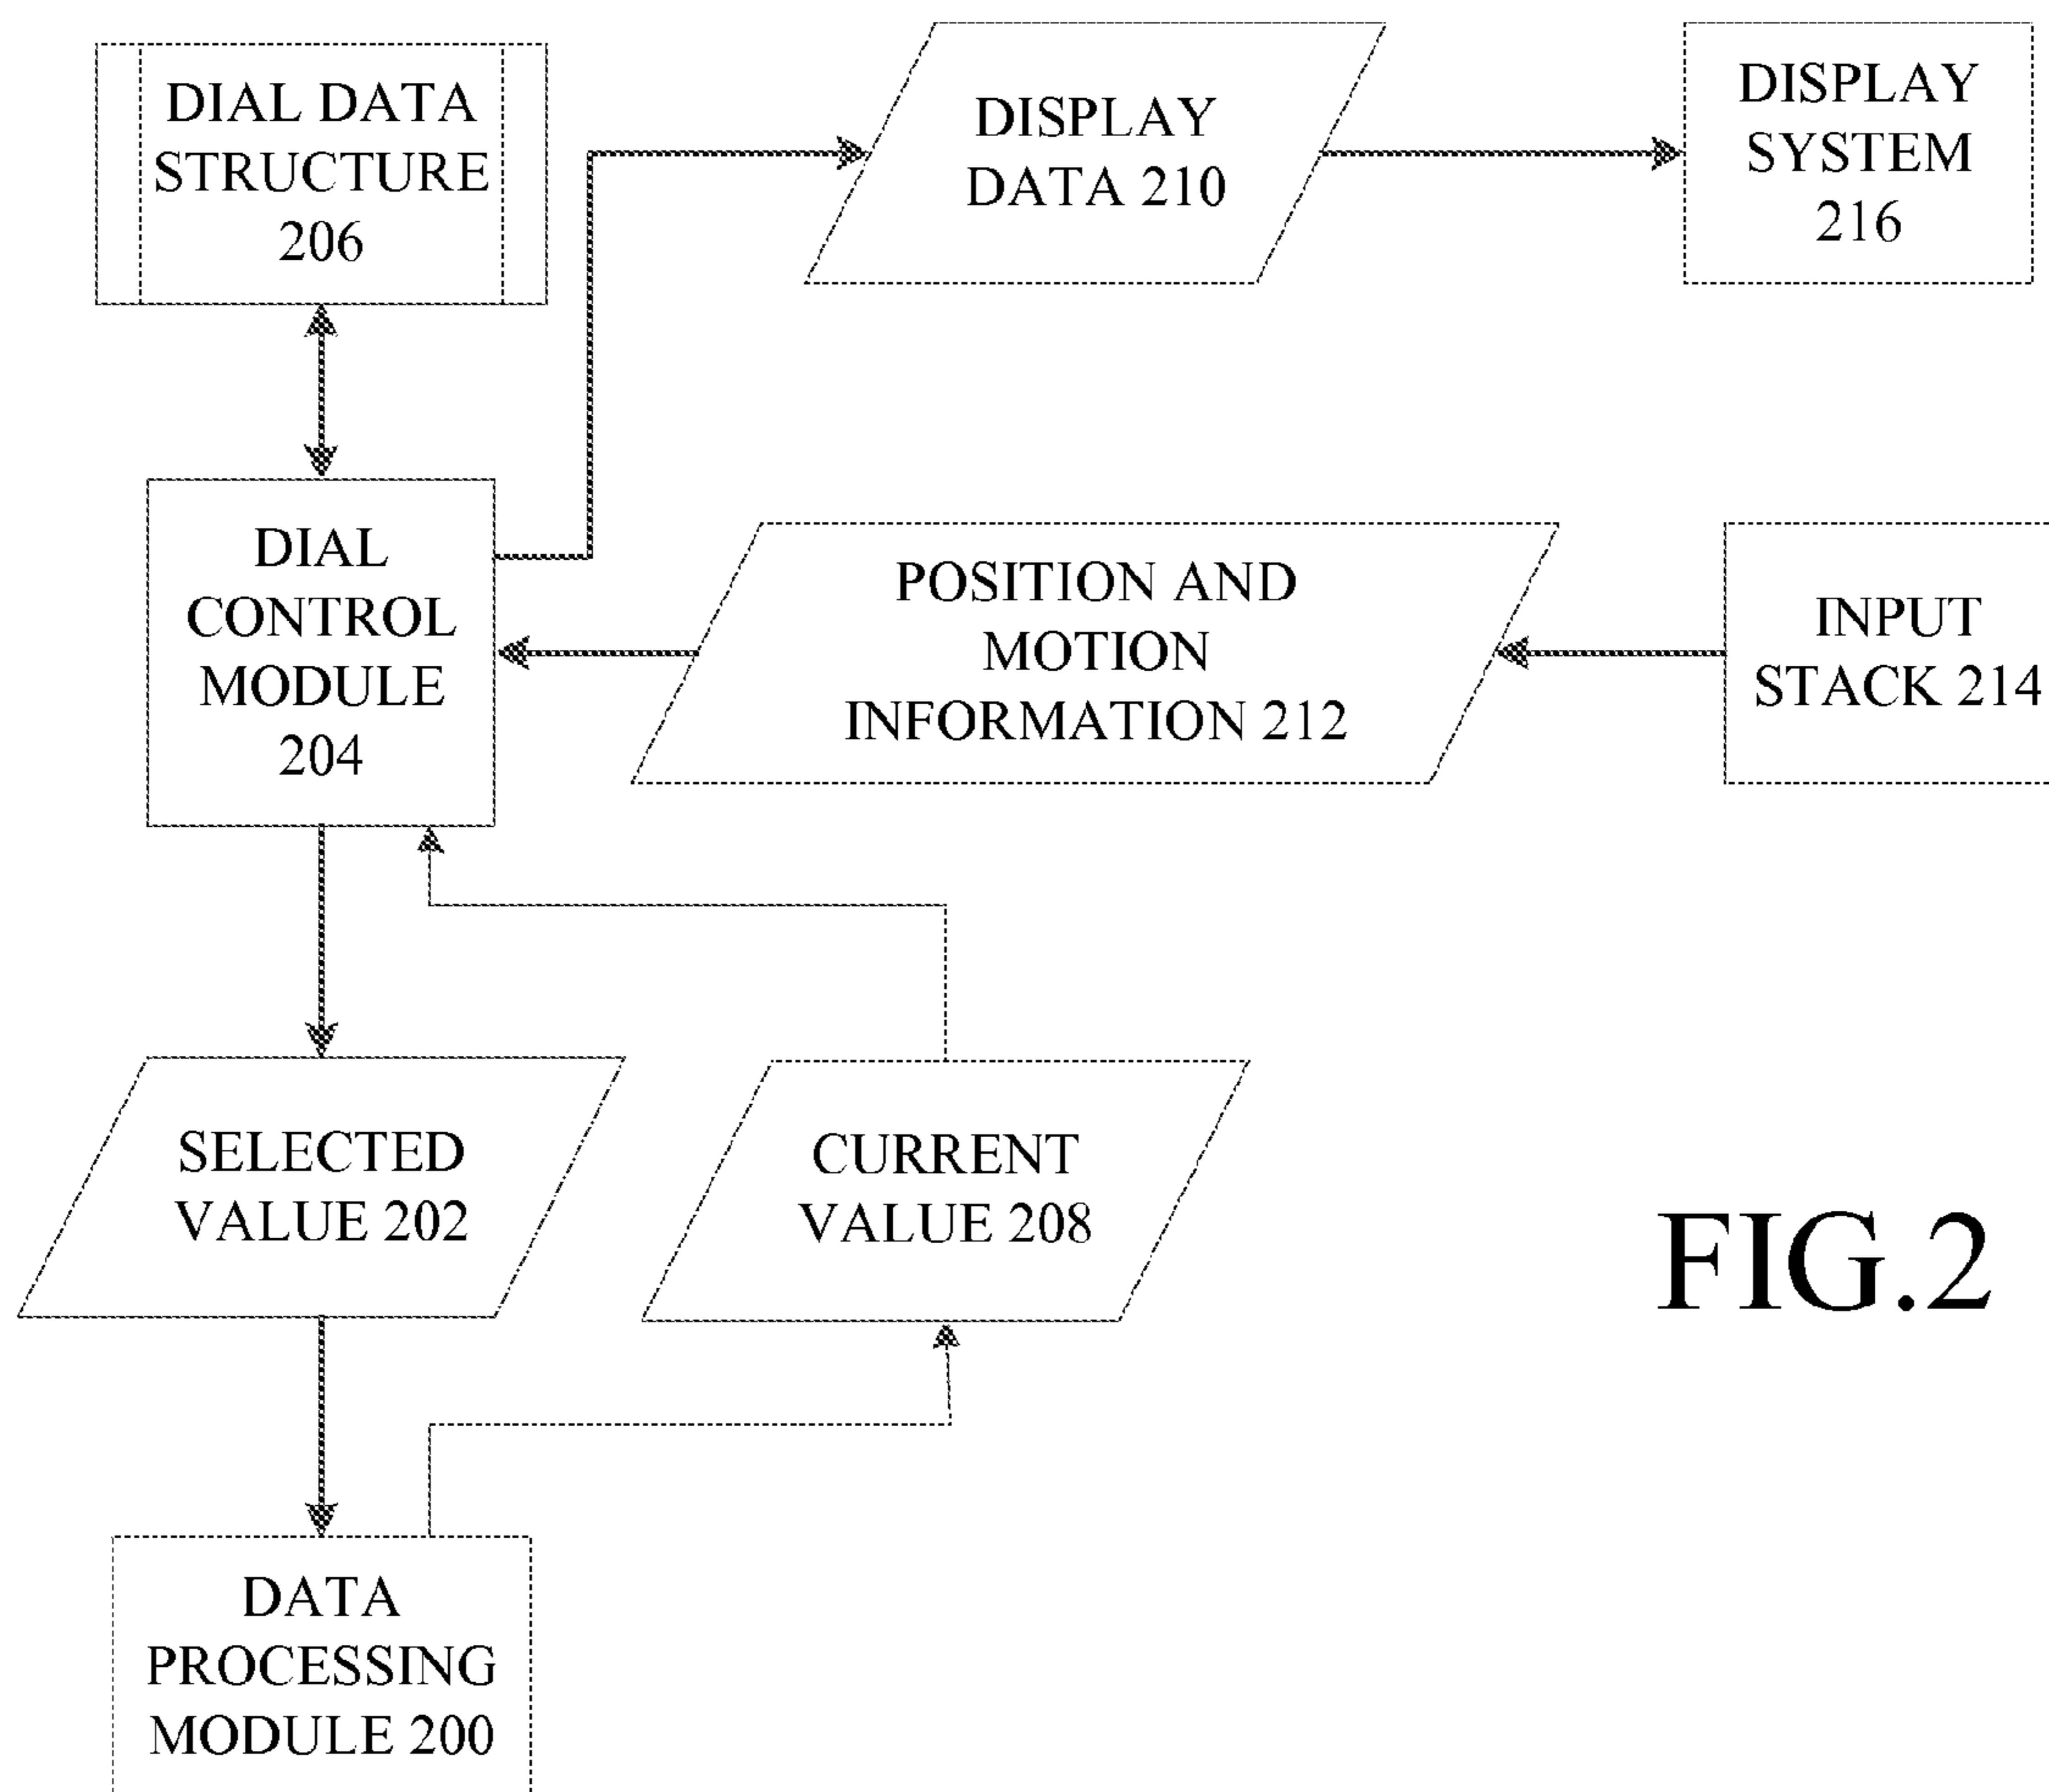 DIAL DATA
STRUCTURE
206
DISPLAY
DATA 210
DISPLAY
SYSTEM
216
DIAL
CONTROL
MODULE
204
POSITION AND
MOTION
INFORMATION 212
INPUT
STACK 214
SELECTED
VALUE 202
CURRENT
VALUE 208
FIG.2
DATA
PROCESSING
MODULE 200